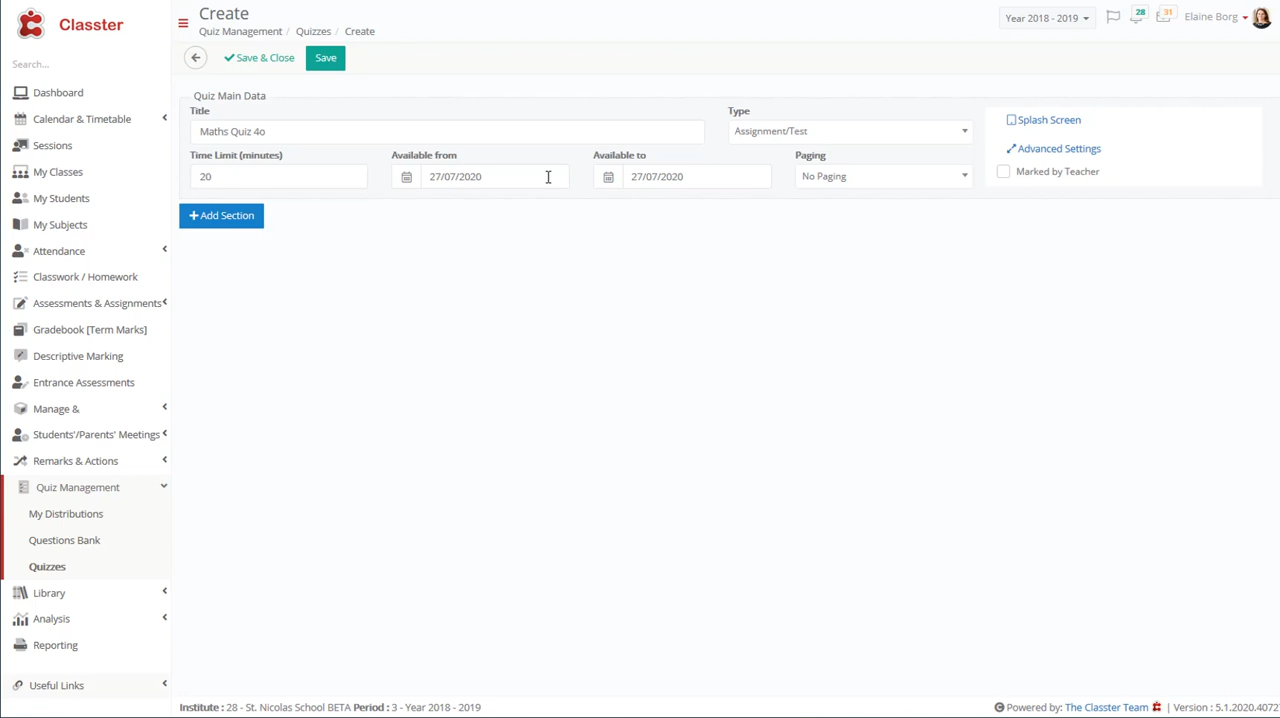 Classter
Create
Quiz Management / Quizzes / Create
Year 2018 - 2019
28
31
Elaine Borg
Save & Close
Save
Search...
Dashboard
Calendar & Timetable
Sessions
My Classes
My Students
My Subjects
Attendance
Classwork / Homework
Assessments & Assignments
Gradebook [Term Marks]
Descriptive Marking
Entrance Assessments
Manage &
Students'/Parents' Meetings
Remarks & Actions
Quiz Management
My Distributions
Questions Bank
Quizzes
Library
Analysis
Reporting
Useful Links
Quiz Main Data
Title
Type
Maths Quiz 4o
Assignment/Test
Splash Screen
Time Limit (minutes)
Available from
Available to
Paging
Advanced Settings
20
27/07/2020
27/07/2020
No Paging
Marked by Teacher
+ Add Section
Institute : 28 - St. Nicolas School BETA Period : 3 - Year 2018 - 2019
Powered by: The Classter Team | Version : 5.1.2020.4072